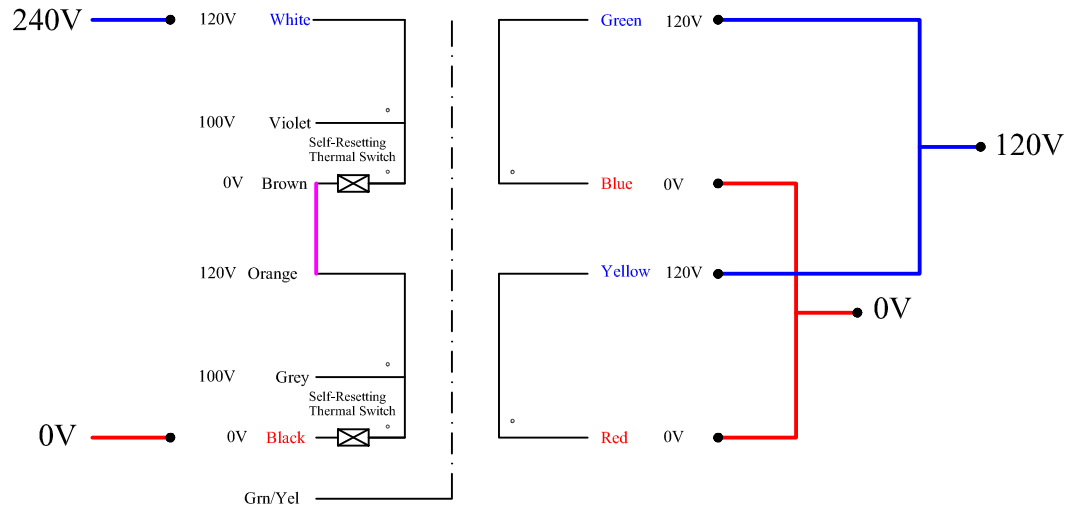 240V 120V White Green 120V
100V Violet
Self-Resetting
Thermal Switch
0V Brown Blue 0V
120V
120V Orange Yellow 120V
0V
100V Grey
Self-Resetting
Thermal Switch
0V 0V Black Red 0V
Grn/Yel